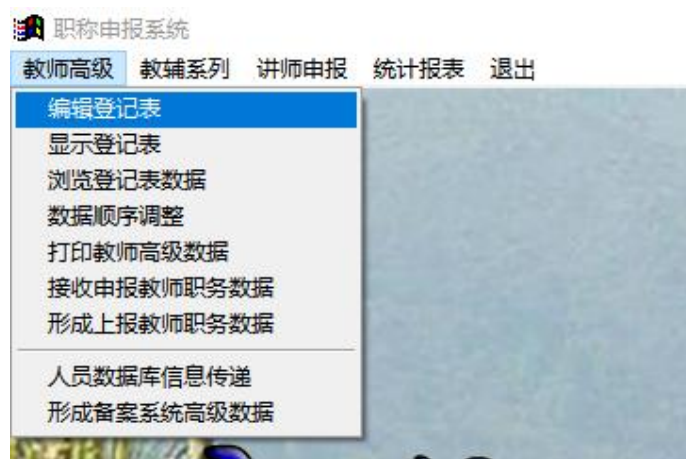 职称申报系统
教师高级 教辅系列 讲师申报 统计报表 退出
编辑登记表
显示登记表
浏览登记表数据
数据顺序调整
打印教师高级数据
接收申报教师职务数据
形成上报教师职务数据
人员数据库信息传递
形成备案系统高级数据